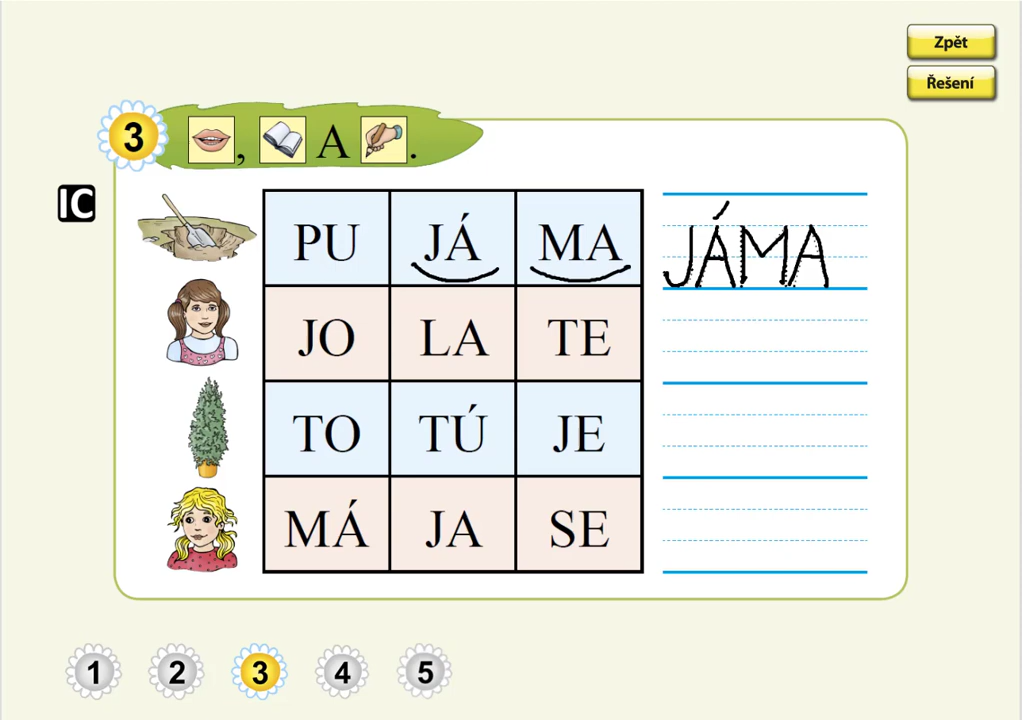 Zpět
Řešení
3 , A .
IC
PU JÁ MA JÁMA
JO LA TE
TO TÚ JE
MÁ JA SE
1 2 3 4 5